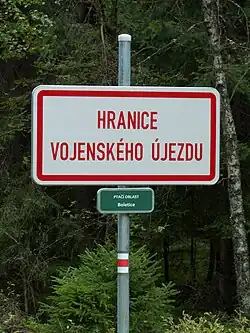 HRANICE
VOJENSKÉHO ÚJEZDU
PTAČÍ OBLAST
Boletice